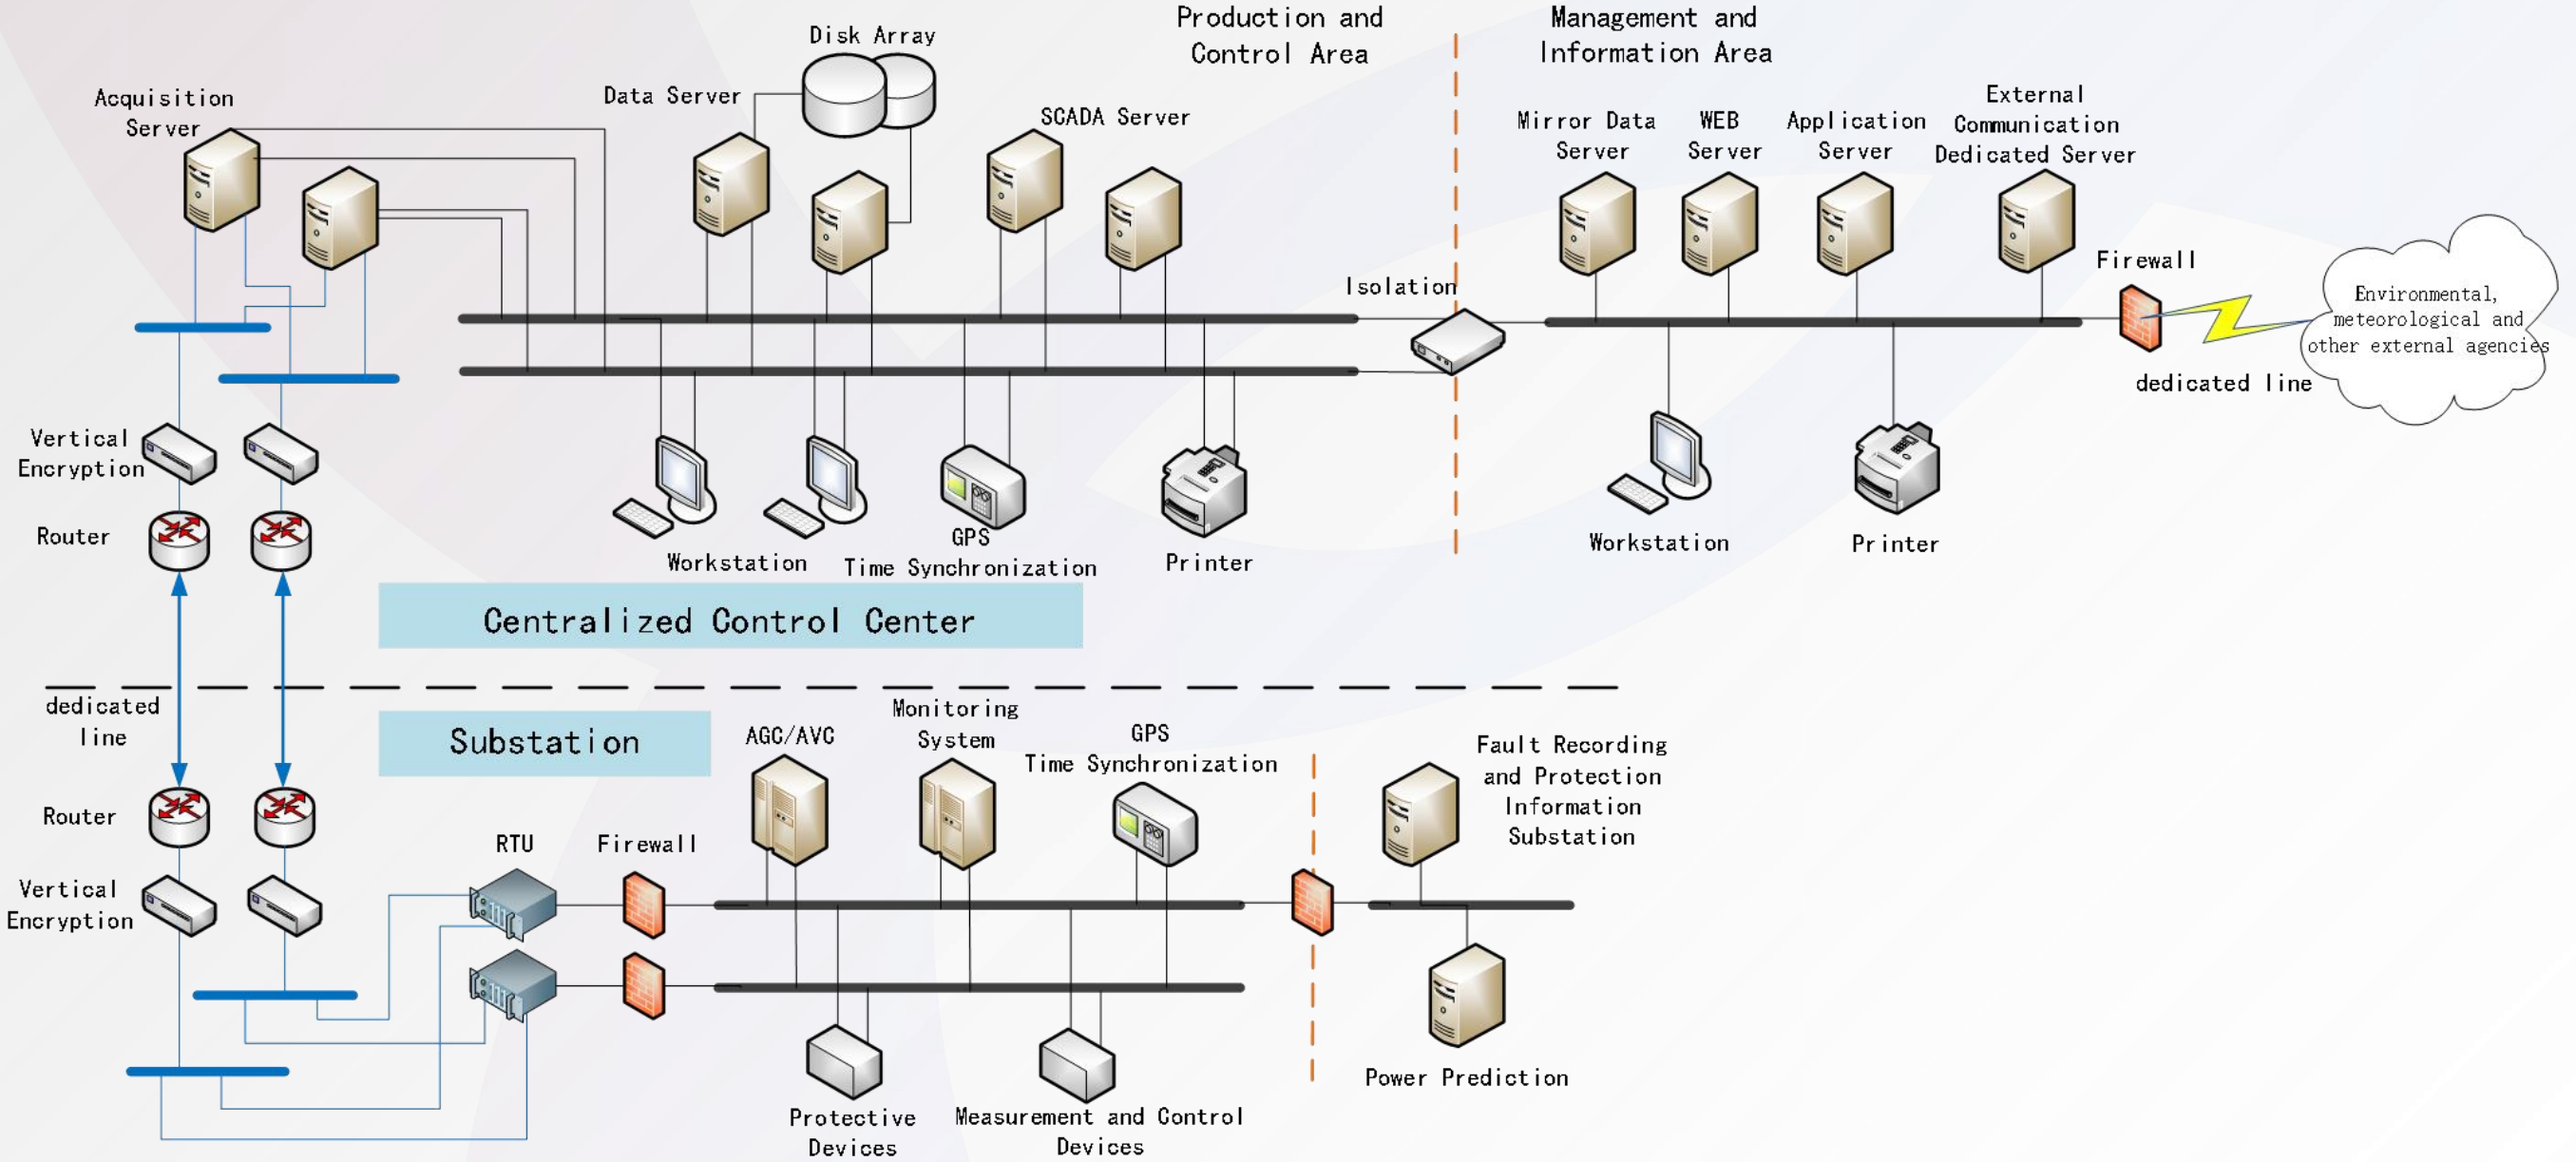 Production and
Control Area
Management and
Information Area
Disk Array
Acquisition
Server
Data Server
SCADA Server
Mirror Data
Server
WEB
Server
Application
Server
External
Communication
Dedicated Server
Isolation
Firewall
Environmental,
meteorological and
other external agencies
dedicated line
Vertical
Encryption
Router
Workstation
GPS
Time Synchronization
Printer
Workstation
Printer
Centralized Control Center
dedicated
line
Substation
AGC/AVC
Monitoring
System
GPS
Time Synchronization
Fault Recording
and Protection
Information
Substation
Router
RTU
Firewall
Vertical
Encryption
Protective
Devices
Measurement and Control
Devices
Power Prediction